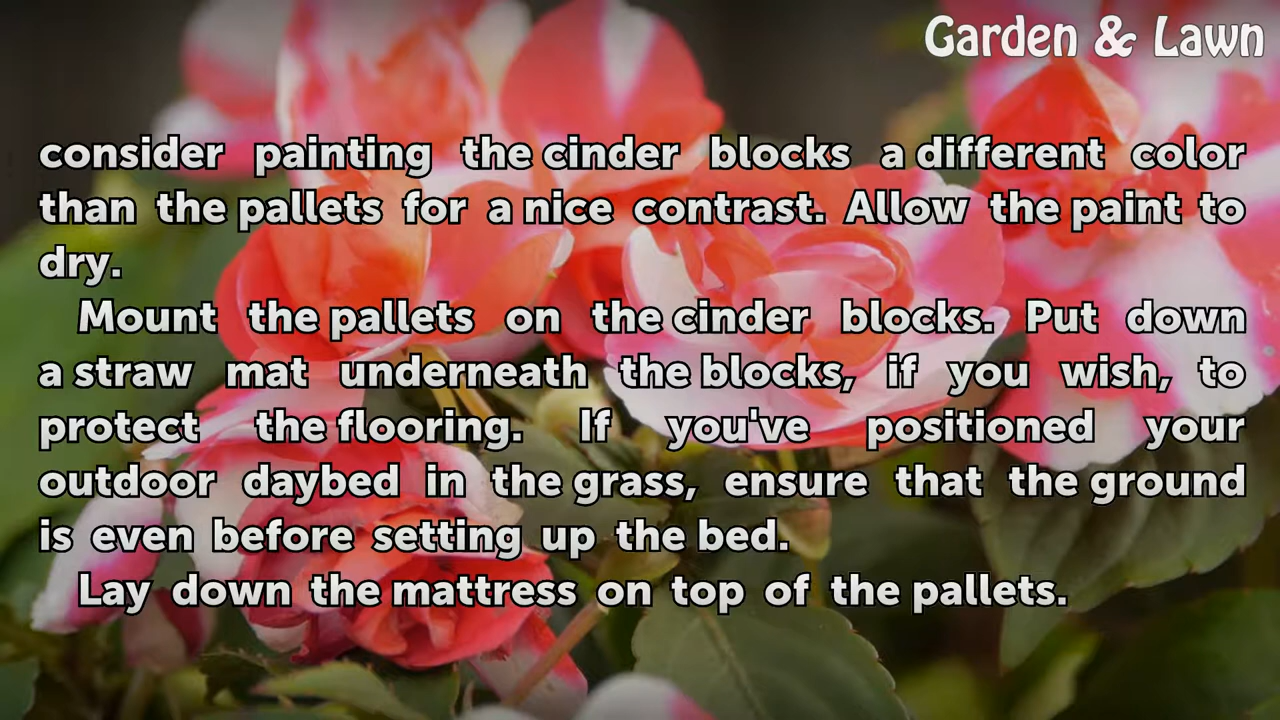 Garden & Lawn
consider painting the cinder blocks a different color
than the pallets for a nice contrast. Allow the paint to
dry.
Mount the pallets on the cinder blocks. Put down
a straw mat underneath the blocks, if you wish, to
protect the flooring. If you've positioned your
outdoor daybed in the grass, ensure that the ground
is even before setting up the bed.
Lay down the mattress on top of the pallets.